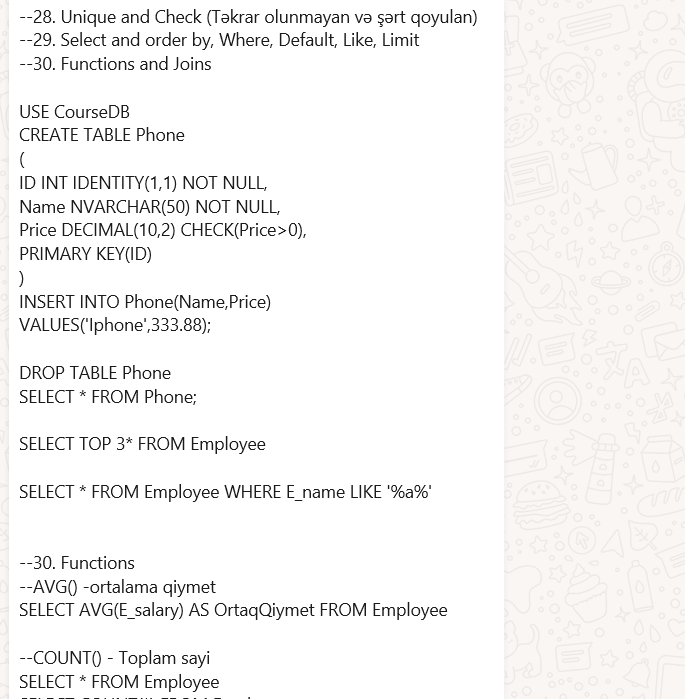 --28. Unique and Check (Təkrar olunmayan və şərt qoyulan)
--29. Select and order by, Where, Default, Like, Limit
--30. Functions and Joins
USE CourseDB
CREATE TABLE Phone
(
ID INT IDENTITY(1,1) NOT NULL,
Name NVARCHAR(50) NOT NULL,
Price DECIMAL(10,2) CHECK(Price>0),
PRIMARY KEY(ID)
)
INSERT INTO Phone(Name,Price)
VALUES('Iphone',333.88);
DROP TABLE Phone
SELECT * FROM Phone;
SELECT TOP 3* FROM Employee
SELECT * FROM Employee WHERE E_name LIKE '%a%'
--30. Functions
--AVG() -ortalama qiymet
SELECT AVG(E_salary) AS OrtaqQiymet FROM Employee
--COUNT() - Toplam sayi
SELECT * FROM Employee